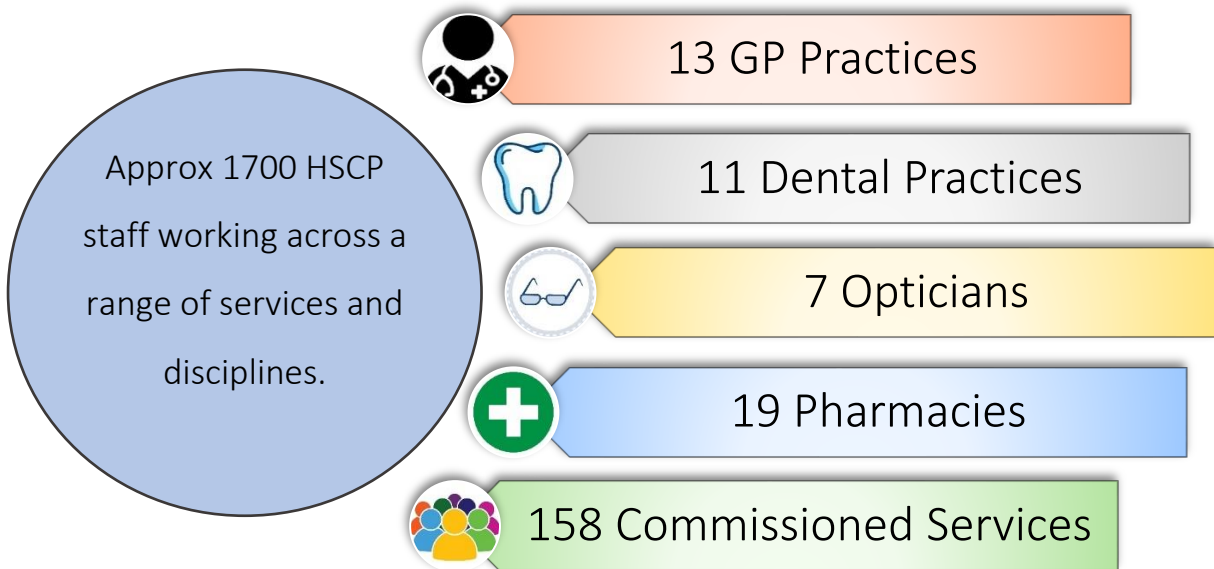 Approx 1700 HSCP
staff working across a
range of services and
disciplines.
13 GP Practices
11 Dental Practices
7 Opticians
19 Pharmacies
158 Commissioned Services